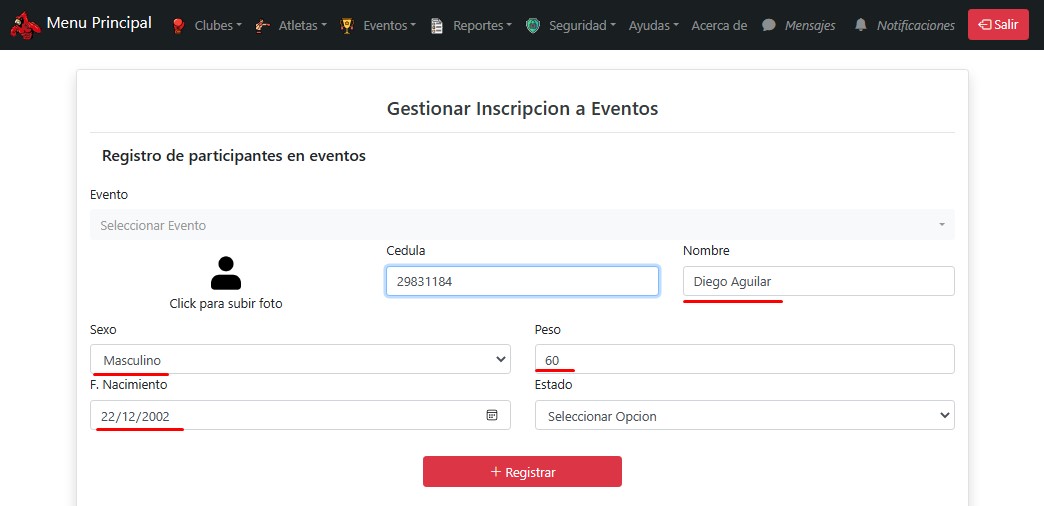 Menu Principal Clubes Atletas Eventos Reportes Seguridad Ayudas Acerca de Mensajes Notificaciones Salir
Gestionar Inscripcion a Eventos
Registro de participantes en eventos
Evento
Seleccionar Evento
Click para subir foto
Cedula
29831184
Nombre
Diego Aguilar
Sexo
Masculino
Peso
60
F. Nacimiento
22/12/2002
Estado
Seleccionar Opcion
+ Registrar